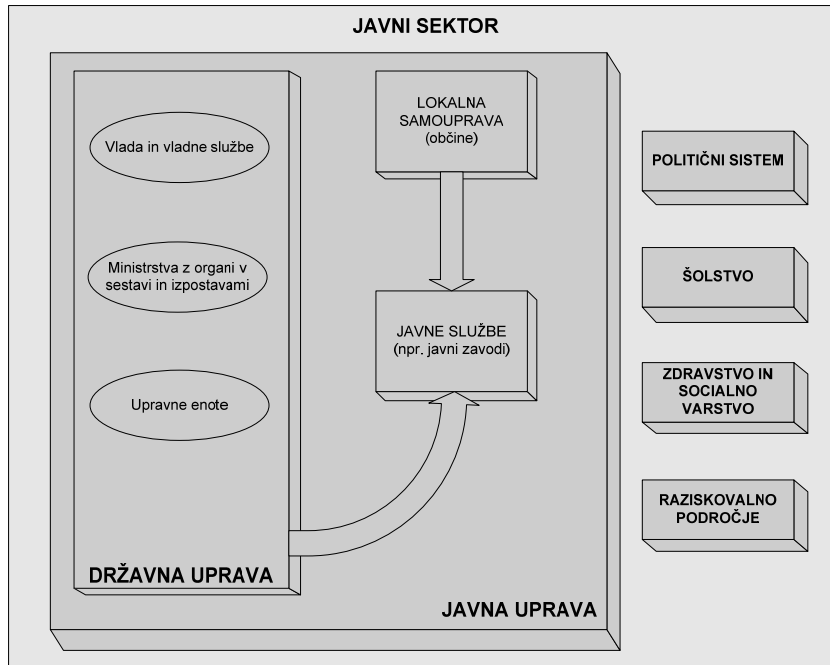 JAVNI SEKTOR
Vlada in vladne službe
Ministrstva z organi v
sestavi in izpostavami
Upravne enote
DRŽAVNA UPRAVA
LOKALNA
SAMOUPRAVA
(občine)
JAVNE SLUŽBE
(npr. javni zavodi)
JAVNA UPRAVA
POLITIČNI SISTEM
ŠOLSTVO
ZDRAVSTVO IN
SOCIALNO
VARSTVO
RAZISKOVALNO
PODROČJE